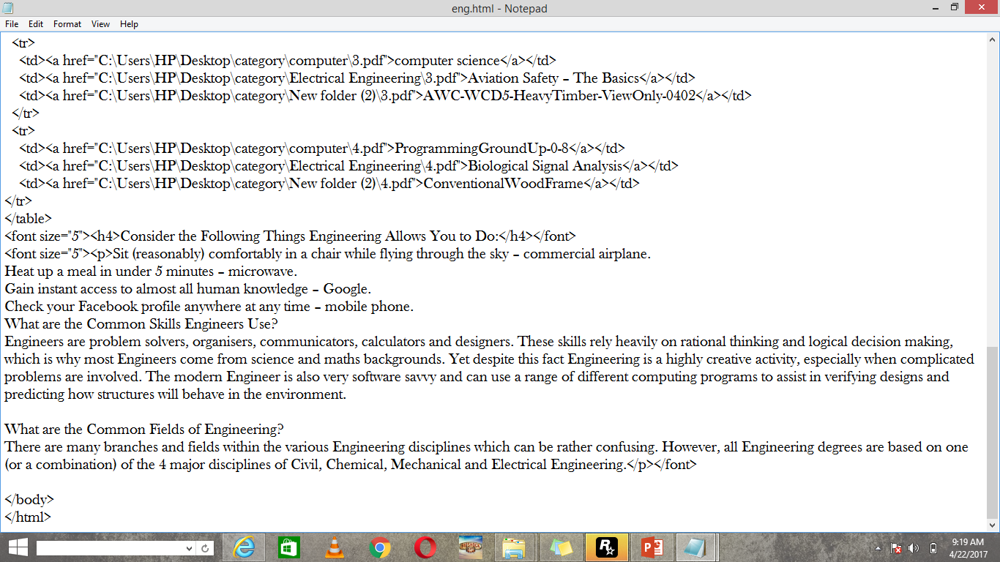 eng.html - Notepad
File Edit Format View Help
<tr>
<td><a href="C:\Users\HP\Desktop\category\computer\3.pdf">computer science</a></td>
<td><a href="C:\Users\HP\Desktop\category\Electrical Engineering\3.pdf">Aviation Safety – The Basics</a></td>
<td><a href="C:\Users\HP\Desktop\category\New folder (2)\3.pdf">AWC-WCD5-HeavyTimber-ViewOnly-0402</a></td>
</tr>
<tr>
<td><a href="C:\Users\HP\Desktop\category\computer\4.pdf">ProgrammingGroundUp-0-8</a></td>
<td><a href="C:\Users\HP\Desktop\category\Electrical Engineering\4.pdf">Biological Signal Analysis</a></td>
<td><a href="C:\Users\HP\Desktop\category\New folder (2)\4.pdf">ConventionalWoodFrame</a></td>
</tr>
</table>
<font size="5"><h4>Consider the Following Things Engineering Allows You to Do:</h4></font>
<font size="5"><p>Sit (reasonably) comfortably in a chair while flying through the sky – commercial airplane.
Heat up a meal in under 5 minutes – microwave.
Gain instant access to almost all human knowledge – Google.
Check your Facebook profile anywhere at any time – mobile phone.
What are the Common Skills Engineers Use?
Engineers are problem solvers, organisers, communicators, calculators and designers. These skills rely heavily on rational thinking and logical decision making,
which is why most Engineers come from science and maths backgrounds. Yet despite this fact Engineering is a highly creative activity, especially when complicated
problems are involved. The modern Engineer is also very software savvy and can use a range of different computing programs to assist in verifying designs and
predicting how structures will behave in the environment.
What are the Common Fields of Engineering?
There are many branches and fields within the various Engineering disciplines which can be rather confusing. However, all Engineering degrees are based on one
(or a combination) of the 4 major disciplines of Civil, Chemical, Mechanical and Electrical Engineering.</p></font>
</body>
</html>
9:19 AM
4/22/2017